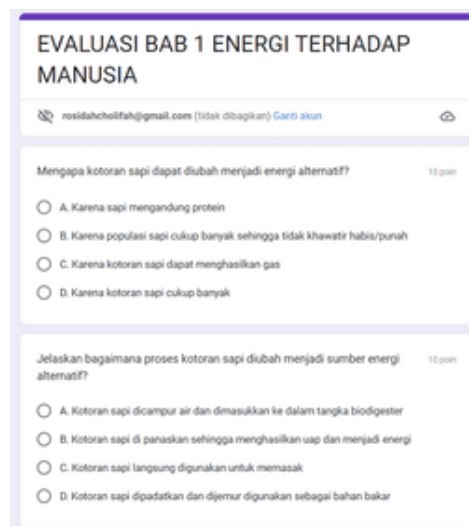 EVALUASI BAB 1 ENERGI TERHADAP
MANUSIA
rosidahcholifah@gmail.com (tidak dibagikan) Ganti akun
Mengapa kotoran sapi dapat diubah menjadi energi alternatif? 10 poin
A. Karena sapi mengandung protein
B. Karena populasi sapi cukup banyak sehingga tidak khawatir habis/punah
C. Karena kotoran sapi dapat menghasilkan gas
D. Karena kotoran sapi cukup banyak
Jelaskan bagaimana proses kotoran sapi diubah menjadi sumber energi 10 poin
alternatif?
A. Kotoran sapi dicampur air dan dimasukkan ke dalam tangka biodigester
B. Kotoran sapi di panaskan sehingga menghasilkan uap dan menjadi energi
C. Kotoran sapi langsung digunakan untuk memasak
D. Kotoran sapi dipadatkan dan dijemur digunakan sebagai bahan bakar